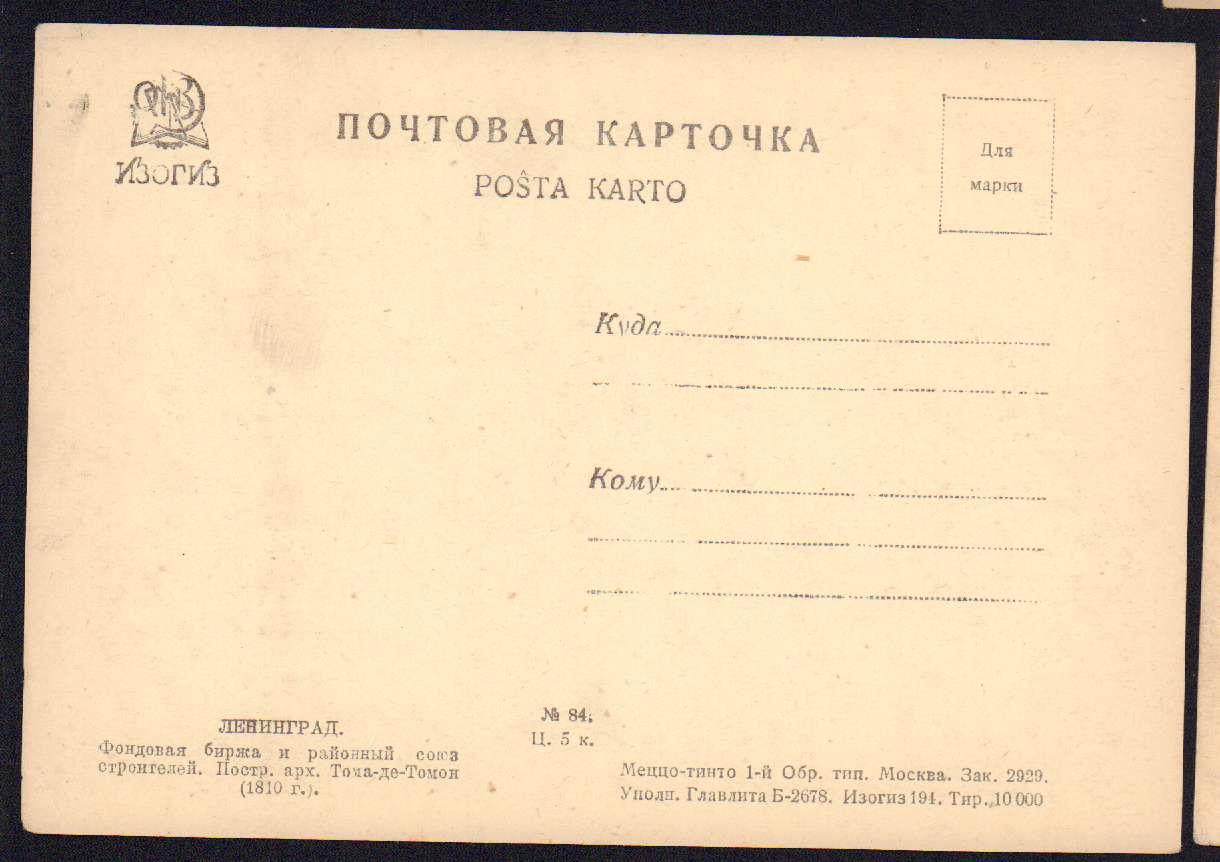 ОГИЗ
ИЗОГИЗ
ПОЧТОВАЯ КАРТОЧКА
POŜTA KARTO
Для
марки
Куда
Кому
ЛЕНИНГРАД.
Фондовая биржа и районный союз
строителей. Постр. арх. Тома-де-Томон
(1810 г.).
№ 84.
Ц. 5 к.
Меццо-тинто 1-й Обр. тип. Москва. Зак. 2929.
Уполн. Главлита Б-2678. Изогиз 194. Тир. 10 000